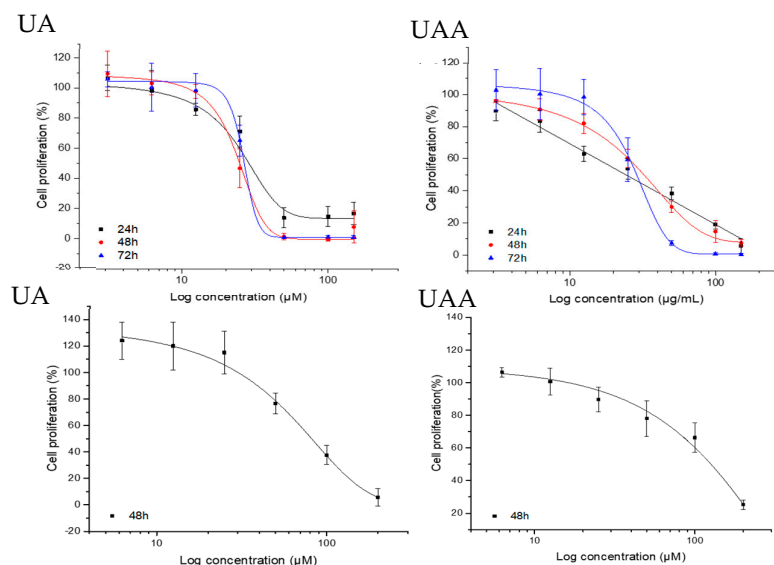 UA
UAA
120
100
80
60
40
20
0
20
Cell proliferation (%)
24h
48h
72h
10
100
Log concentration (µM)
120
100
80
60
40
20
0
Cell proliferation (%)
24h
48h
72h
10
100
Log concentration (µg/mL)
UA
UAA
140
120
100
80
60
40
20
0
-20
Cell proliferation (%)
48h
10
100
Log concentration (µM)
140
120
100
80
60
40
20
Cell proliferation(%)
48h
10
100
Log concentration (µM)